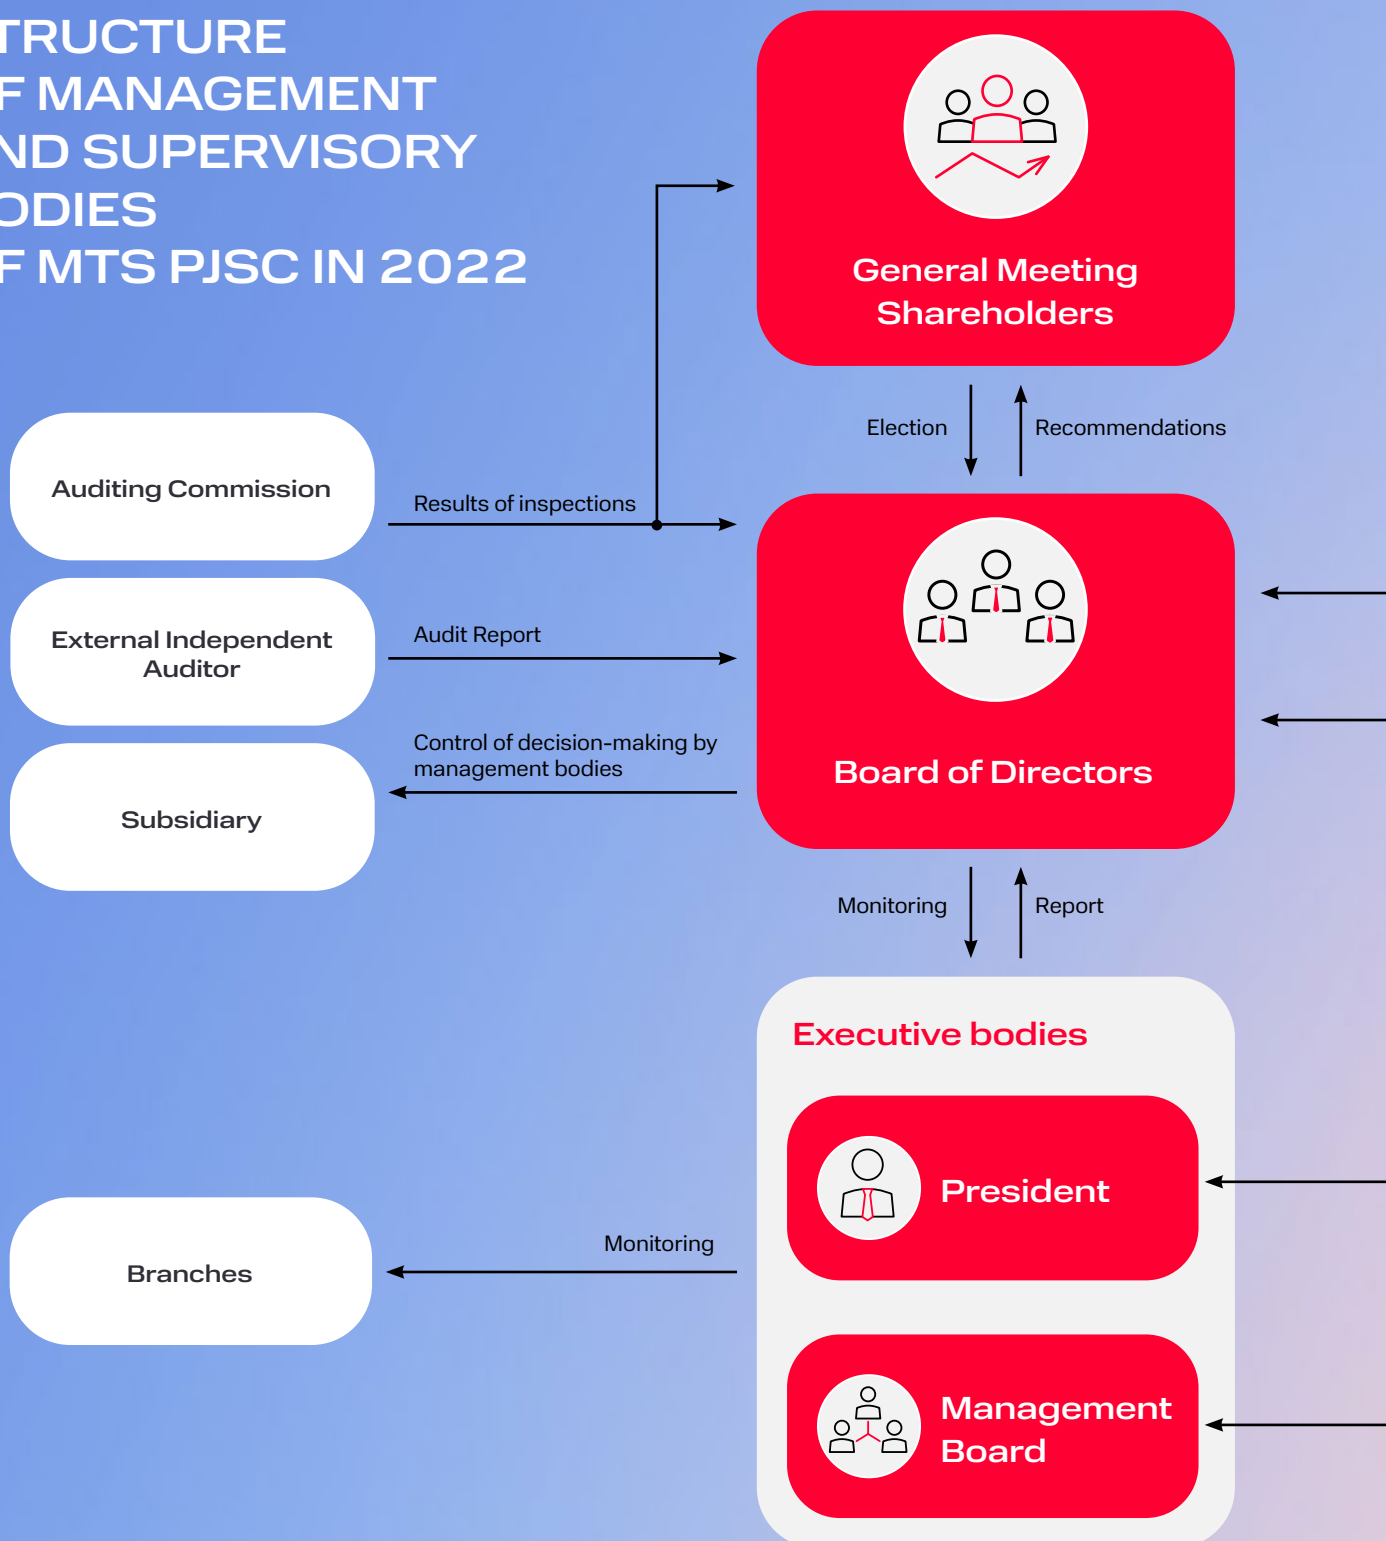 TRUCTURE
F MANAGEMENT
ND SUPERVISORY
ODIES
F MTS PJSC IN 2022
General Meeting
Shareholders
Election
Recommendations
Auditing Commission
Results of inspections
External Independent
Auditor
Audit Report
Control of decision-making by
management bodies
Subsidiary
Board of Directors
Monitoring
Report
Executive bodies
President
Monitoring
Branches
Management
Board